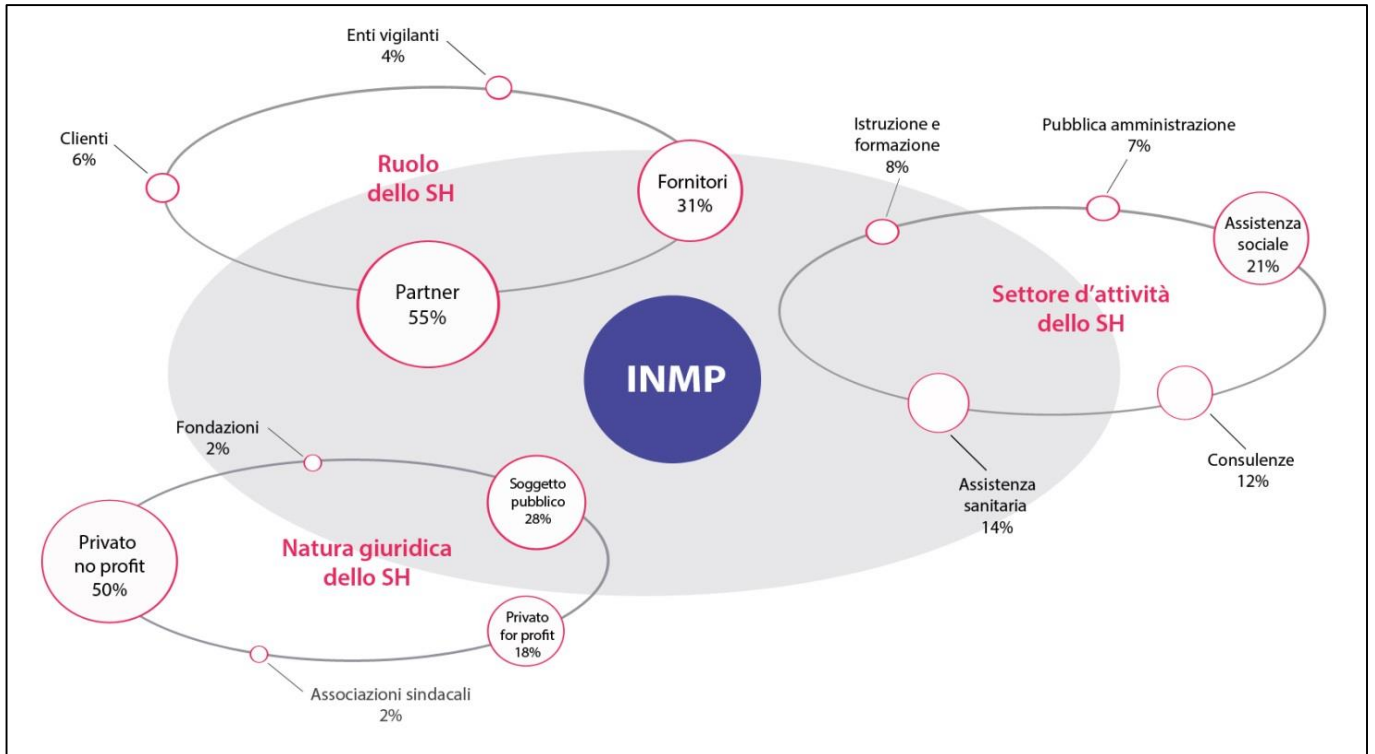 Enti vigilanti
4%
Clienti
6%
Ruolo
dello SH
Fornitori
31%
Partner
55%
Istruzione e
formazione
8%
Pubblica amministrazione
7%
Assistenza
sociale
21%
Settore d'attività
dello SH
Assistenza
sanitaria
14%
Consulenze
12%
INMP
Fondazioni
2%
Soggetto
pubblico
28%
Privato
no profit
50%
Natura giuridica
dello SH
Privato
for profit
18%
Associazioni sindacali
2%